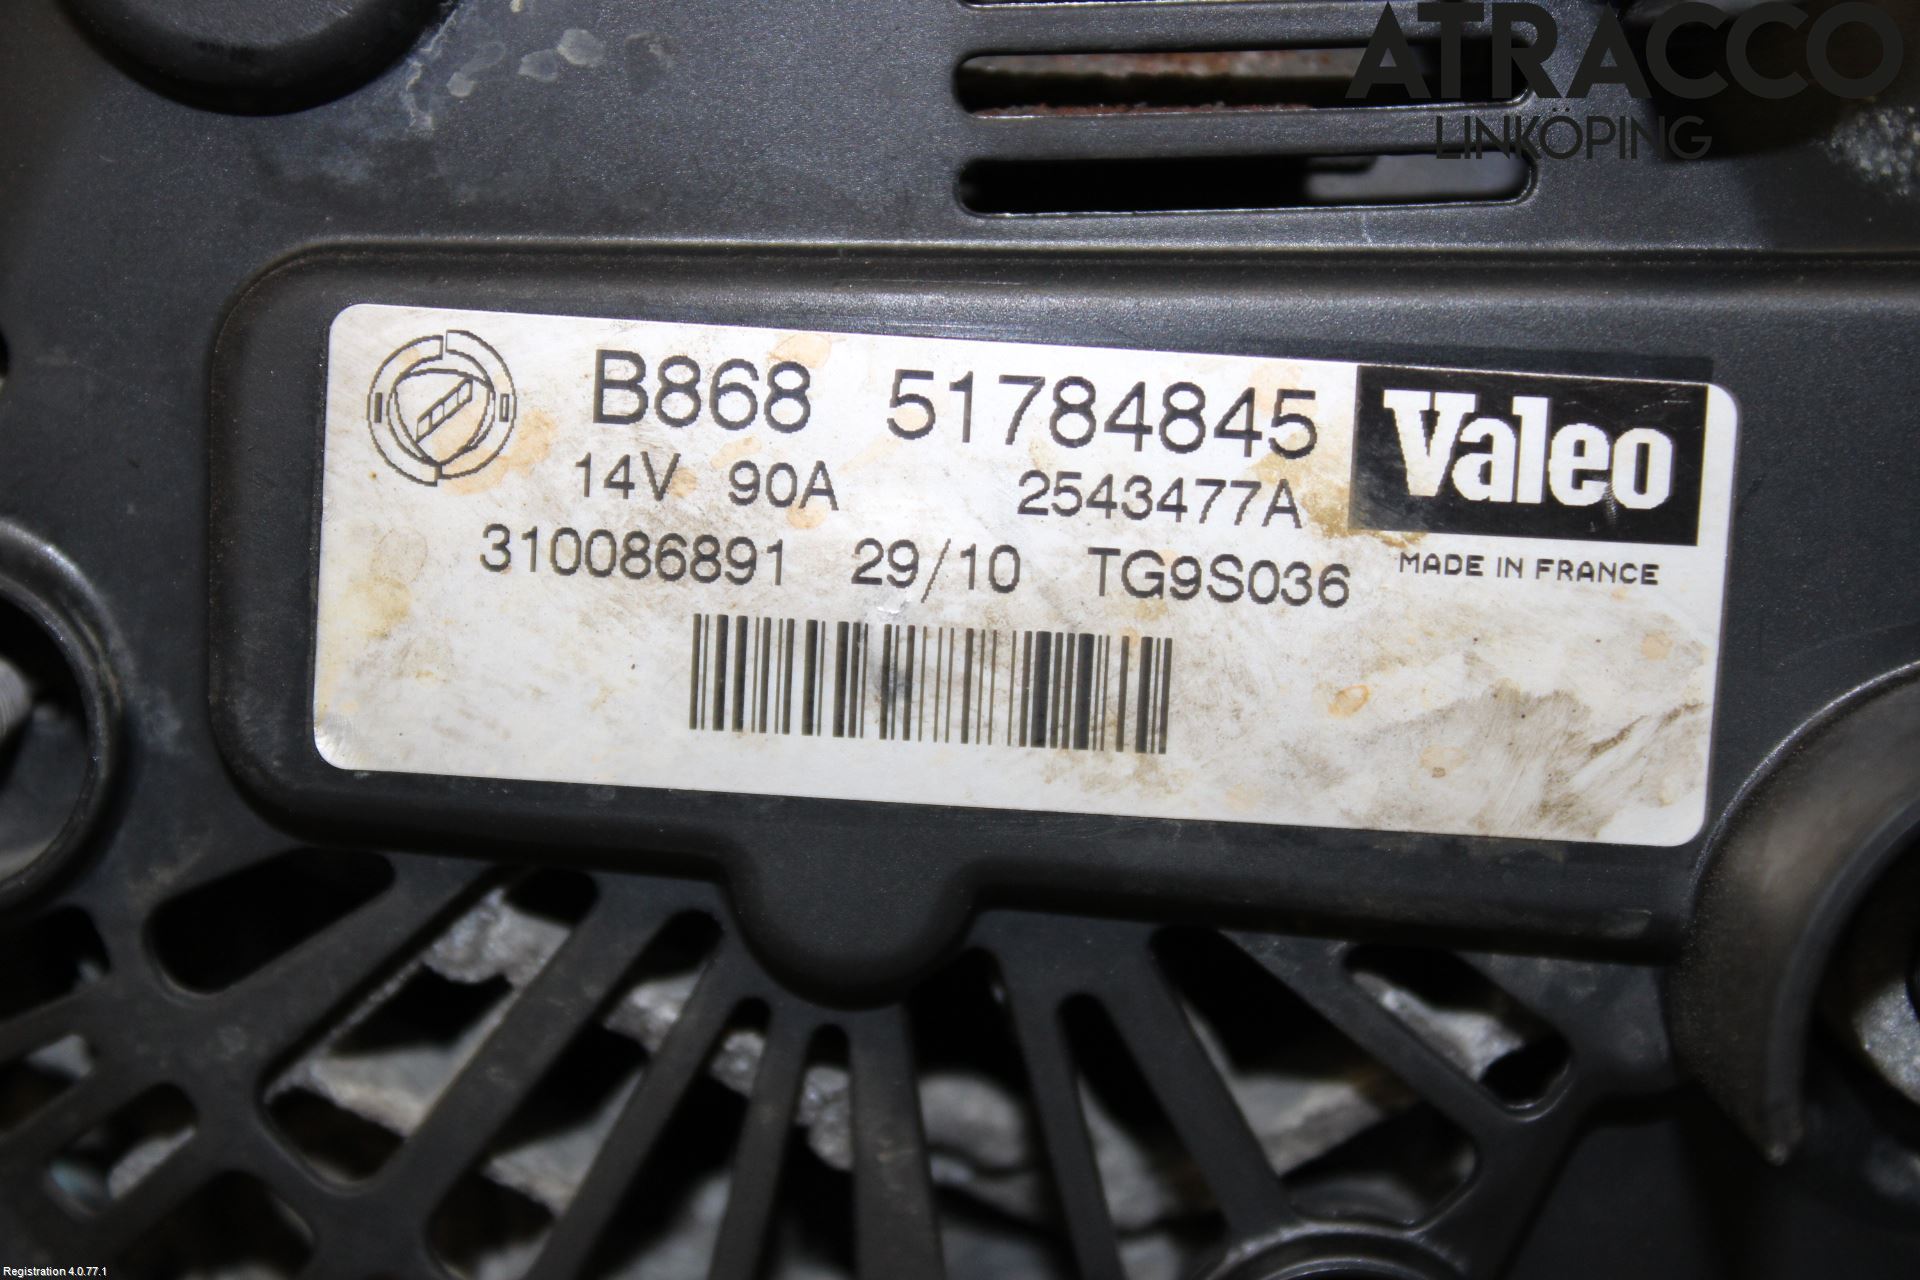 ATRACCO
LINKÖPING
B868 51784845
Valeo
14V 90A 2543477A
310086891 29/10 TG9S036
MADE IN FRANCE
Registration 4.0.77.1